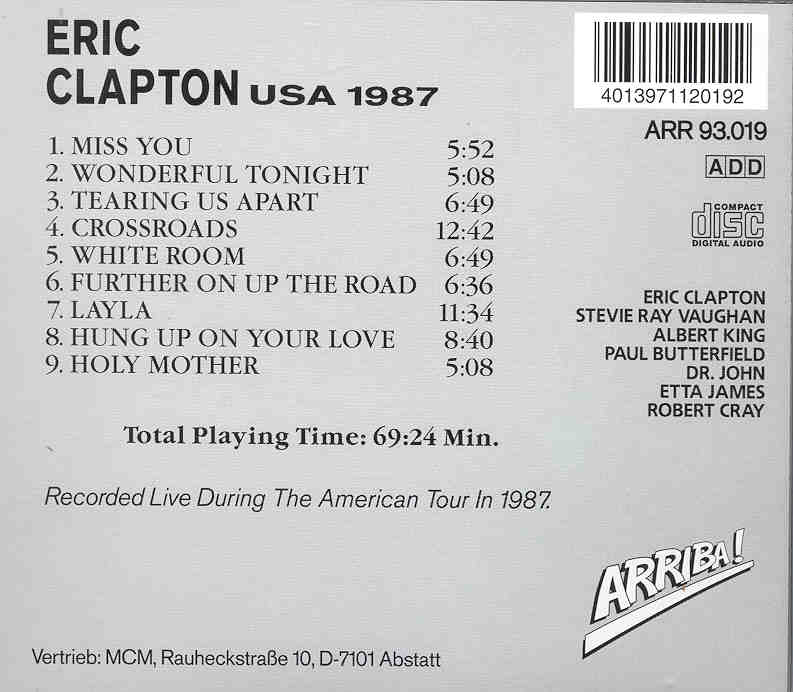 ERIC
CLAPTON USA 1987
1. MISS YOU 5:52
2. WONDERFUL TONIGHT 5:08
3. TEARING US APART 6:49
4. CROSSROADS 12:42
5. WHITE ROOM 6:49
6. FURTHER ON UP THE ROAD 6:36
7. LAYLA 11:34
8. HUNG UP ON YOUR LOVE 8:40
9. HOLY MOTHER 5:08
Total Playing Time: 69:24 Min.
Recorded Live During The American Tour In 1987.
Vertrieb: MCM, Rauheckstraße 10, D-7101 Abstatt
4013971120192
ARR 93.019
ADD
COMPACT
disc
DIGITAL AUDIO
ERIC CLAPTON
STEVIE RAY VAUGHAN
ALBERT KING
PAUL BUTTERFIELD
DR. JOHN
ETTA JAMES
ROBERT CRAY
ARRIBA!